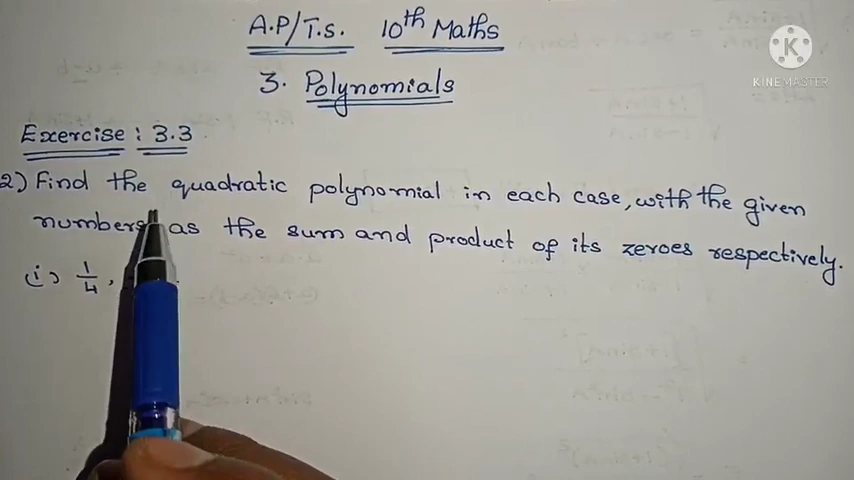 A.P/T.S. 10th Maths
3. Polynomials
KINEMASTER
Exercise : 3.3
2) Find the quadratic polynomial in each case, with the given
numbers as the sum and product of its zeroes respectively.
(i) 1/4,